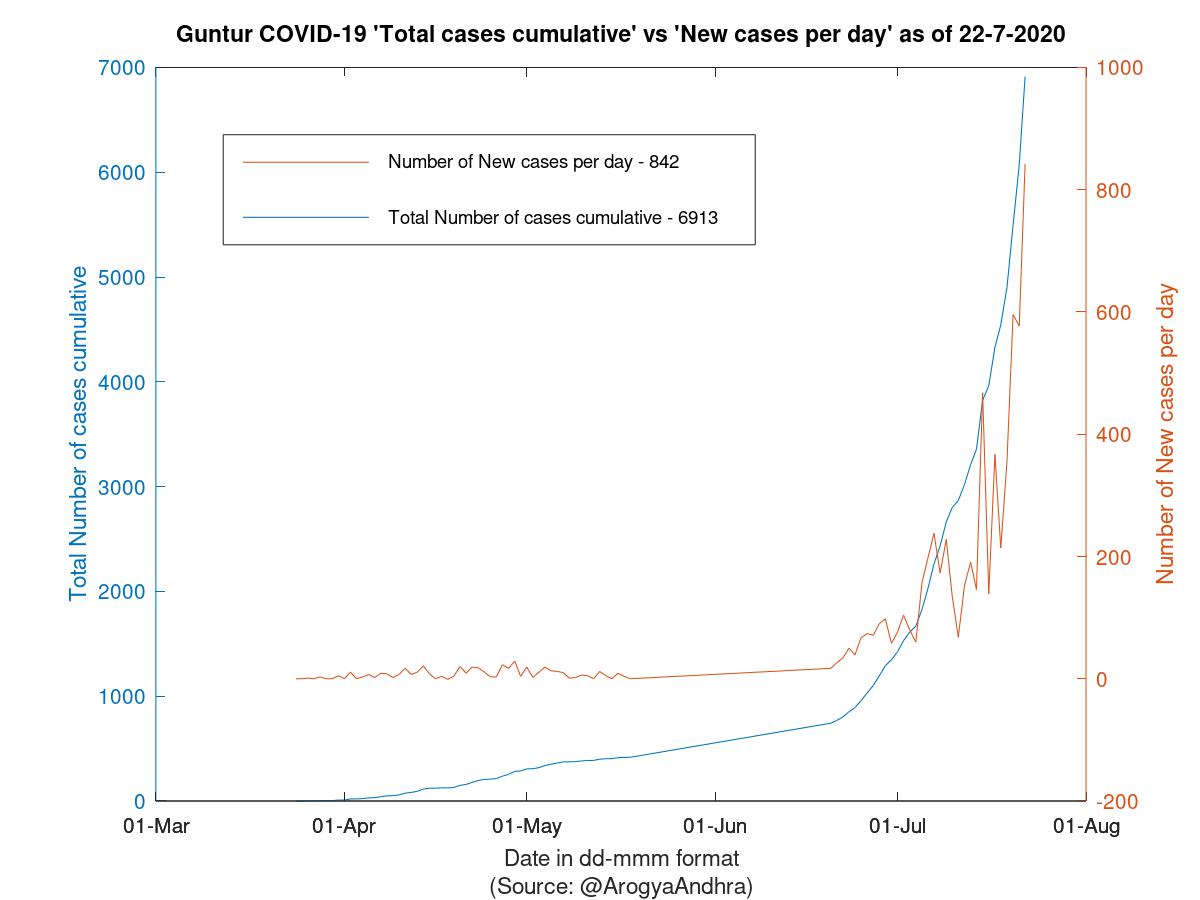 Guntur COVID-19 'Total cases cumulative' vs 'New cases per day' as of 22-7-2020
7000
6000
5000
4000
3000
2000
1000
0
Total Number of cases cumulative
Number of New cases per day - 842
Total Number of cases cumulative - 6913
1000
800
600
400
200
0
-200
Number of New cases per day
01-Mar 01-Apr 01-May 01-Jun 01-Jul 01-Aug
Date in dd-mmm format
(Source: @ArogyaAndhra)